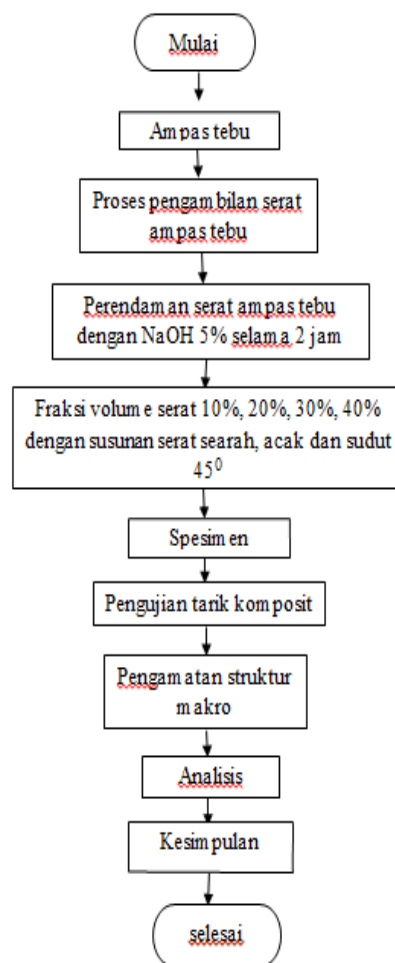 Mulai
Ampas tebu
Proses pengambilan serat
ampas tebu
Perendaman serat ampas tebu
dengan NaOH 5% selama 2 jam
Fraksi volume serat 10%, 20%, 30%, 40%
dengan susunan serat searah, acak dan sudut
45⁰
Spesimen
Pengujian tarik komposit
Pengamatan struktur
makro
Analisis
Kesimpulan
selesai